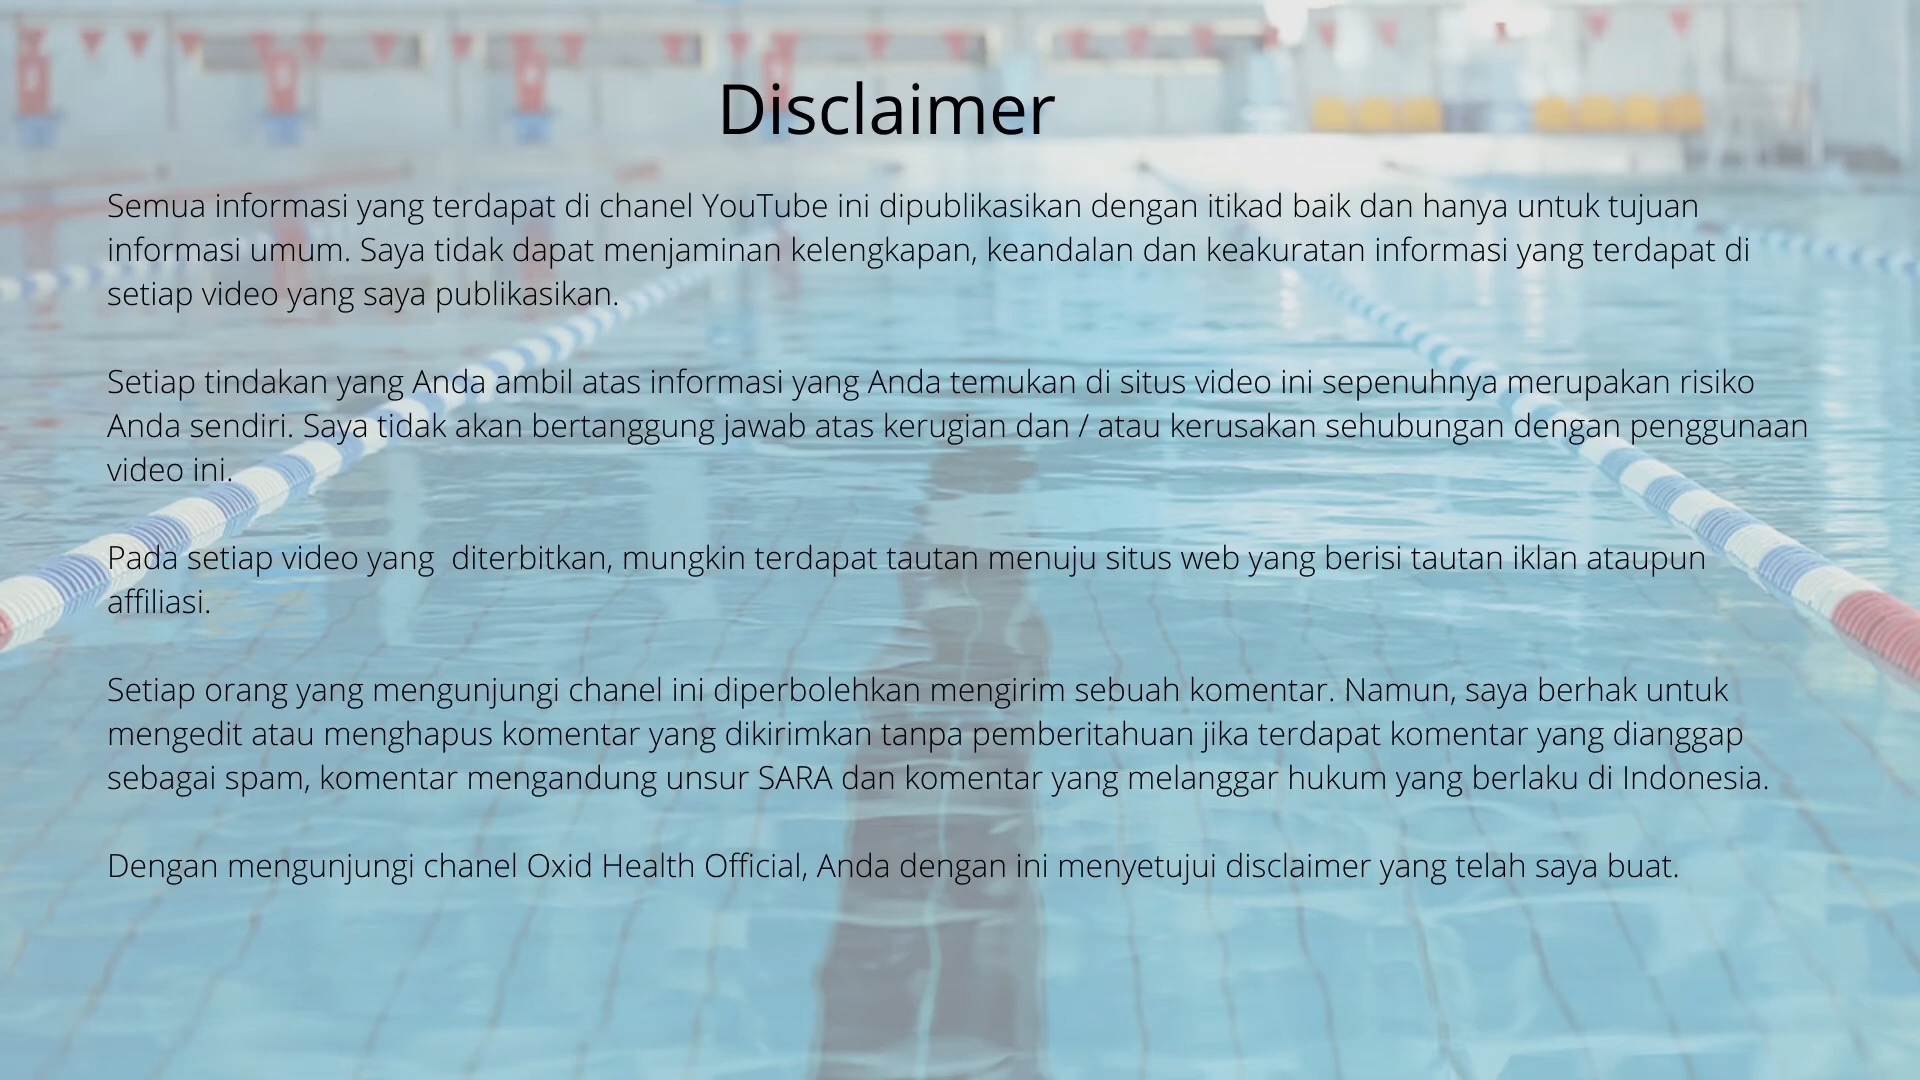 Disclaimer
Semua informasi yang terdapat di chanel YouTube ini dipublikasikan dengan itikad baik dan hanya untuk tujuan
informasi umum. Saya tidak dapat menjaminan kelengkapan, keandalan dan keakuratan informasi yang terdapat di
setiap video yang saya publikasikan.
Setiap tindakan yang Anda ambil atas informasi yang Anda temukan di situs video ini sepenuhnya merupakan risiko
Anda sendiri. Saya tidak akan bertanggung jawab atas kerugian dan / atau kerusakan sehubungan dengan penggunaan
video ini.
Pada setiap video yang  diterbitkan, mungkin terdapat tautan menuju situs web yang berisi tautan iklan ataupun
affiliasi.
Setiap orang yang mengunjungi chanel ini diperbolehkan mengirim sebuah komentar. Namun, saya berhak untuk
mengedit atau menghapus komentar yang dikirimkan tanpa pemberitahuan jika terdapat komentar yang dianggap
sebagai spam, komentar mengandung unsur SARA dan komentar yang melanggar hukum yang berlaku di Indonesia.
Dengan mengunjungi chanel Oxid Health Official, Anda dengan ini menyetujui disclaimer yang telah saya buat.